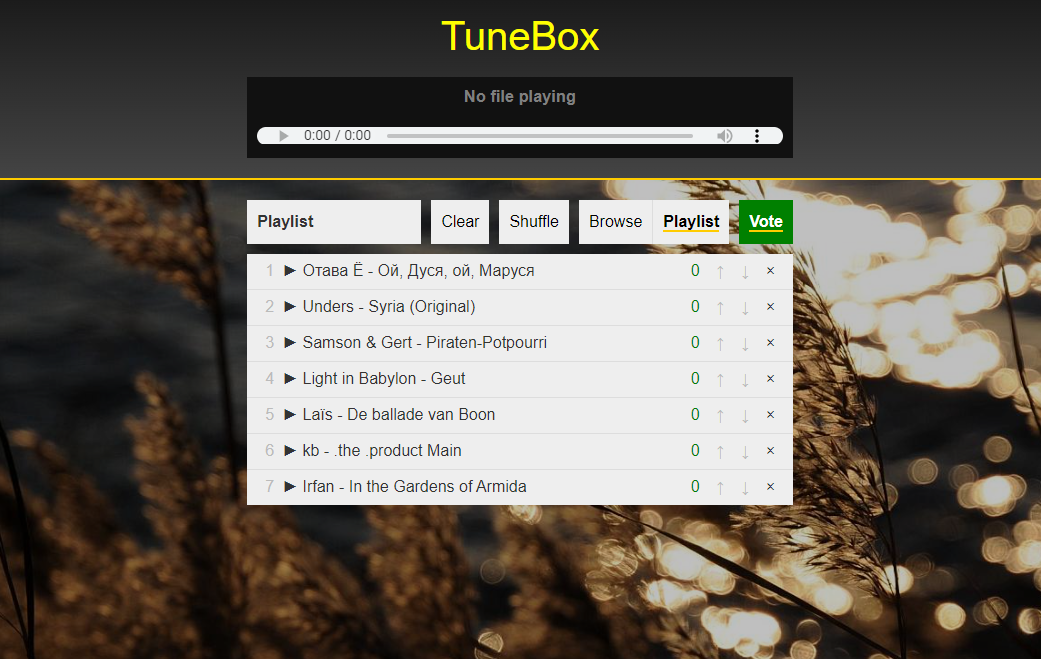 TuneBox
No file playing
0:00 / 0:00
Playlist Clear Shuffle Browse Playlist Vote
1 ► Отава Ё - Ой, Дуся, ой, Маруся 0 ↑ ↓ ×
2 ► Unders - Syria (Original) 0 ↑ ↓ ×
3 ► Samson & Gert - Piraten-Potpourri 0 ↑ ↓ ×
4 ► Light in Babylon - Geut 0 ↑ ↓ ×
5 ► Laïs - De ballade van Boon 0 ↑ ↓ ×
6 ► kb - .the .product Main 0 ↑ ↓ ×
7 ► Irfan - In the Gardens of Armida 0 ↑ ↓ ×